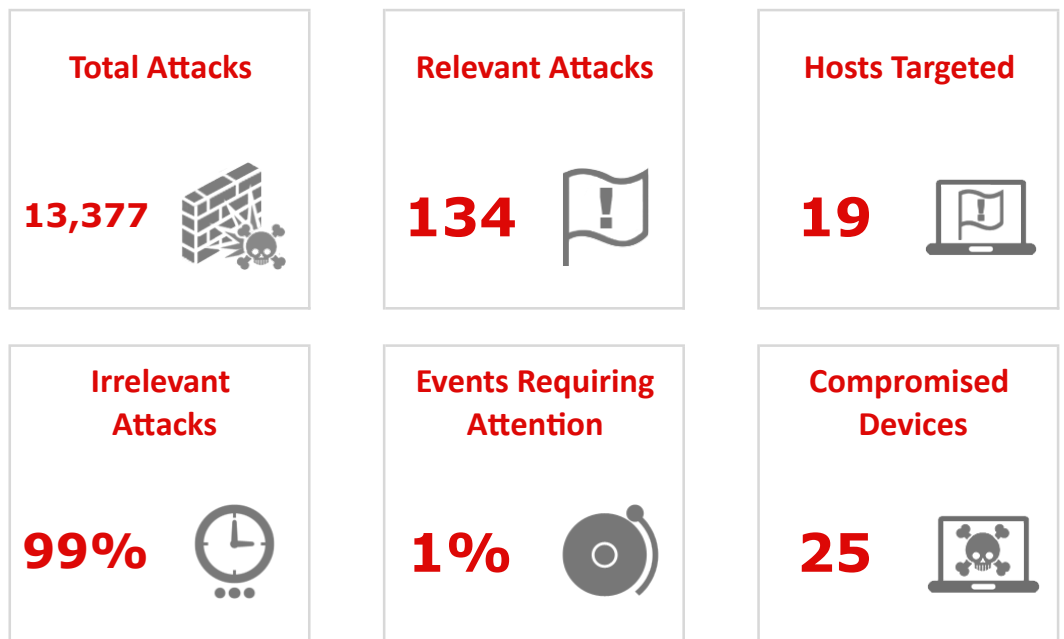 Total Attacks
13,377
Relevant Attacks
134
Hosts Targeted
19
Irrelevant
Attacks
99%
Events Requiring
Attention
1%
Compromised
Devices
25